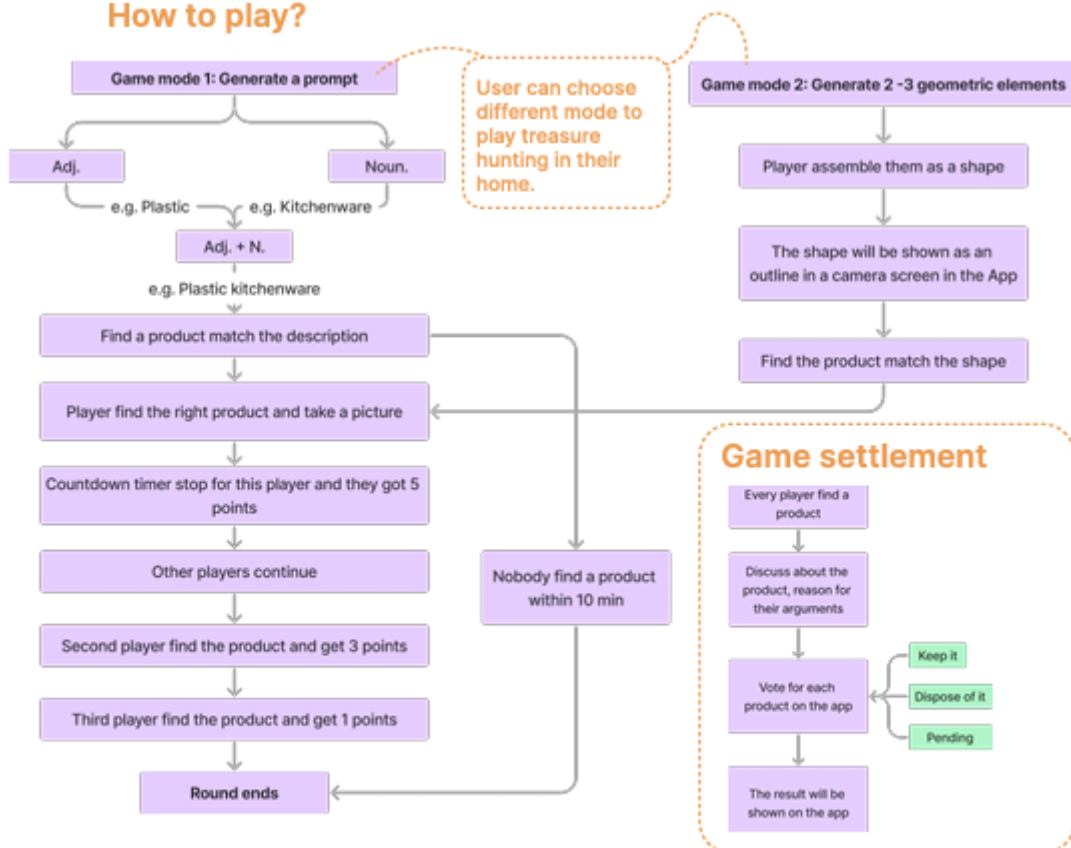 How to play?
Game mode 1: Generate a prompt
Adj.
Noun.
e.g. Plastic
e.g. Kitchenware
Adj. + N.
e.g. Plastic kitchenware
Find a product match the description
Player find the right product and take a picture
Countdown timer stop for this player and they got 5
points
Other players continue
Second player find the product and get 3 points
Third player find the product and get 1 points
Round ends
Nobody find a product
within 10 min
User can choose
different mode to
play treasure
hunting in their
home.
Game mode 2: Generate 2 -3 geometric elements
Player assemble them as a shape
The shape will be shown as an
outline in a camera screen in the App
Find the product match the shape
Game settlement
Every player find a
product
Discuss about the
product, reason for
their arguments
Vote for each
product on the app
Keep it
Dispose of it
Pending
The result will be
shown on the app